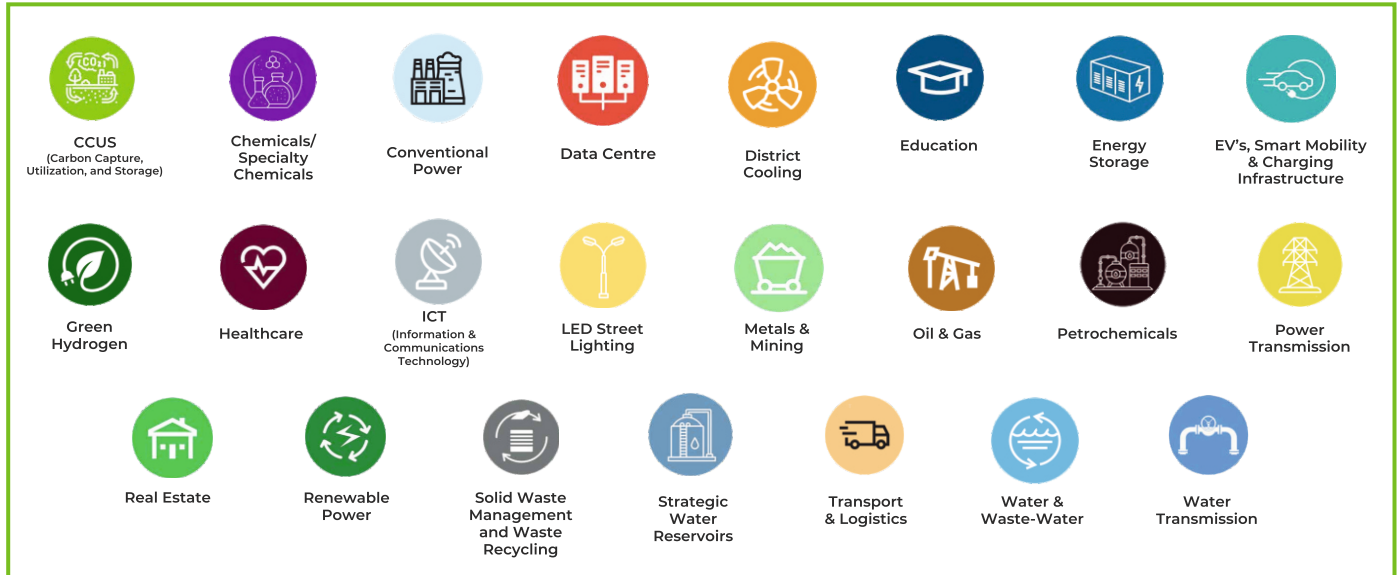 CO2
CCUS
(Carbon Capture,
Utilization, and Storage)
Chemicals/
Specialty
Chemicals
Conventional
Power
Data Centre
District
Cooling
Education
Energy
Storage
EV's, Smart Mobility
& Charging
Infrastructure
Green
Hydrogen
Healthcare
ICT
(Information &
Communications
Technology)
LED Street
Lighting
Metals &
Mining
Oil & Gas
Petrochemicals
Power
Transmission
Real Estate
Renewable
Power
Solid Waste
Management
and Waste
Recycling
Strategic
Water
Reservoirs
Transport
& Logistics
Water &
Waste-Water
Water
Transmission